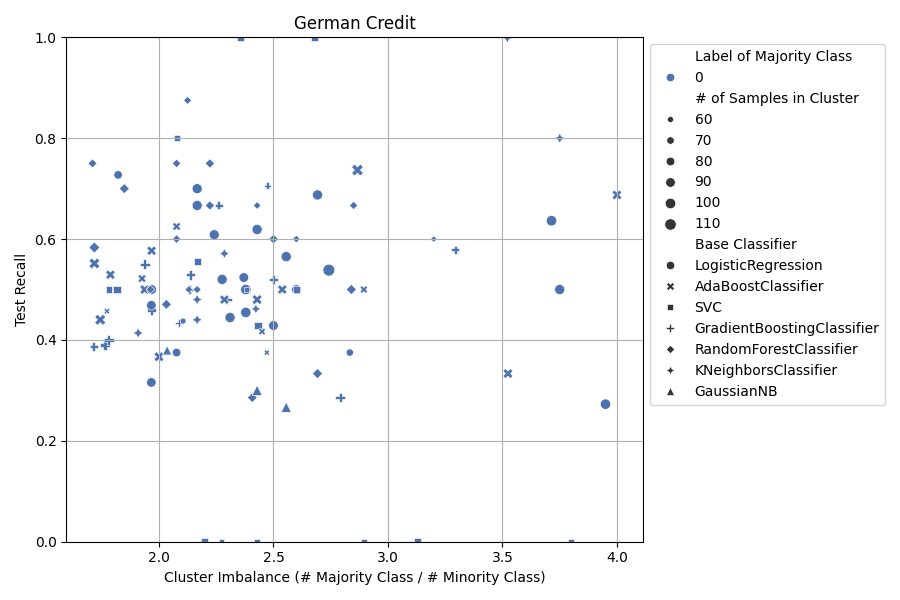 German Credit
1.0
0.8
0.6
0.4
0.2
0.0
Test Recall
2.0 2.5 3.0 3.5 4.0
Cluster Imbalance (# Majority Class / # Minority Class)
Label of Majority Class
0
# of Samples in Cluster
60
70
80
90
100
110
Base Classifier
LogisticRegression
AdaBoostClassifier
SVC
GradientBoostingClassifier
RandomForestClassifier
KNeighborsClassifier
GaussianNB